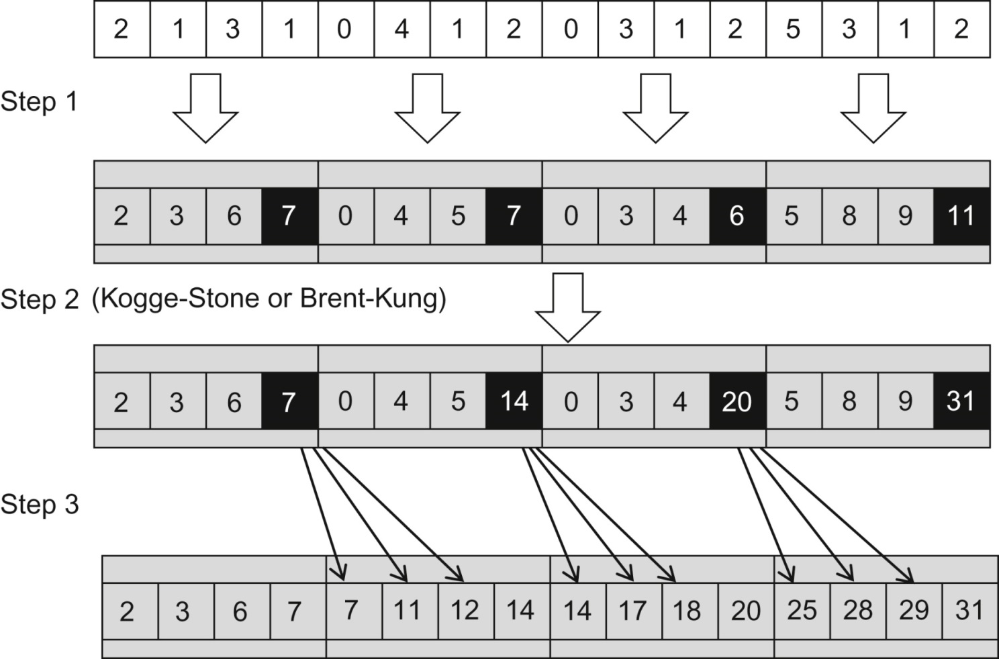 2 1 3 1 0 4 1 2 0 3 1 2 5 3 1 2
Step 1
2 3 6 7 0 4 5 7 0 3 4 6 5 8 9 11
Step 2 (Kogge-Stone or Brent-Kung)
2 3 6 7 0 4 5 14 0 3 4 20 5 8 9 31
Step 3
2 3 6 7 7 11 12 14 14 17 18 20 25 28 29 31